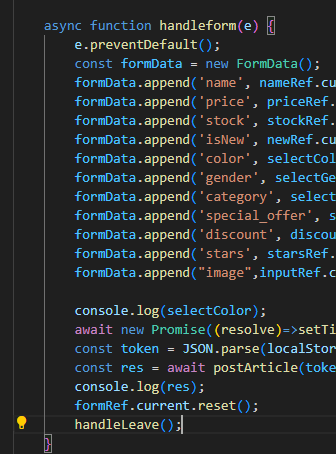 async function handleform(e) {
e.preventDefault();
const formData = new FormData();
formData.append('name', nameRef.cu
formData.append('price', priceRef.
formData.append('stock', stockRef.
formData.append('isNew', newRef.cu
formData.append('color', selectCol
formData.append('gender', selectGe
formData.append('category', select
formData.append('special_offer', s
formData.append('discount', discou
formData.append('stars', starsRef.
formData.append("image",inputRef.c
console.log(selectColor);
await new Promise((resolve)=>setTi
const token = JSON.parse(localStor
const res = await postArticle(toke
console.log(res);
formRef.current.reset();
handleLeave();
}